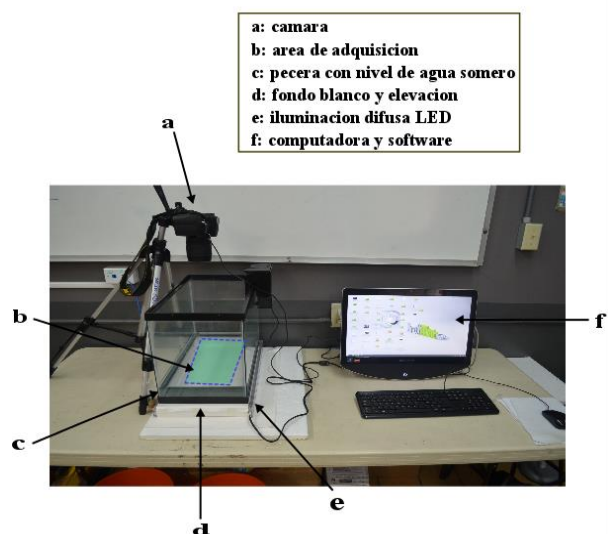 a: camara
b: area de adquisicion
c: pecera con nivel de agua somero
d: fondo blanco y elevacion
e: iluminacion difusa LED
f: computadora y software
a
b
f
c
e
d